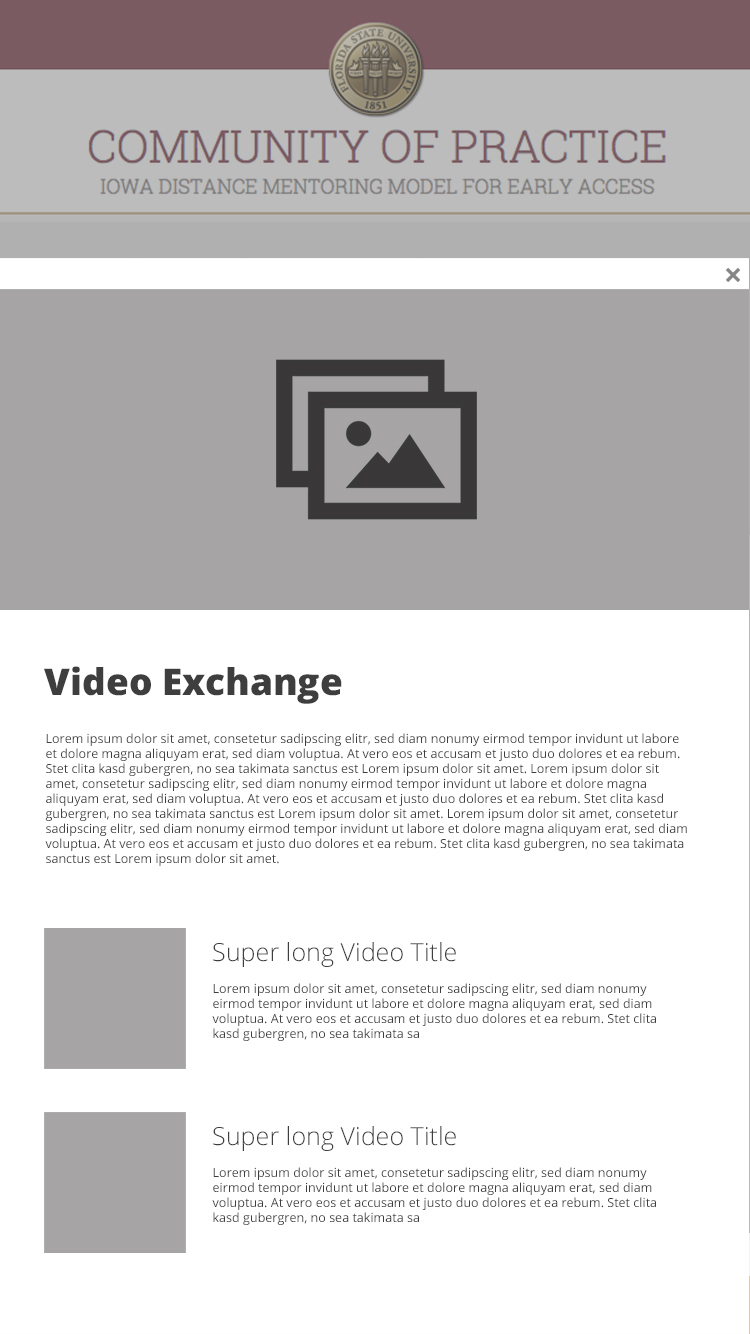 FLORIDA STATE UNIVERSITY
1851
COMMUNITY OF PRACTICE
IOWA DISTANCE MENTORING MODEL FOR EARLY ACCESS
Video Exchange
Lorem ipsum dolor sit amet, consetetur sadipscing elitr, sed diam nonumy eirmod tempor invidunt ut labore
et dolore magna aliquyam erat, sed diam voluptua. At vero eos et accusam et justo duo dolores et ea rebum.
Stet clita kasd gubergren, no sea takimata sanctus est Lorem ipsum dolor sit amet. Lorem ipsum dolor sit
amet, consetetur sadipscing elitr, sed diam nonumy eirmod tempor invidunt ut labore et dolore magna
aliquyam erat, sed diam voluptua. At vero eos et accusam et justo duo dolores et ea rebum. Stet clita kasd
gubergren, no sea takimata sanctus est Lorem ipsum dolor sit amet. Lorem ipsum dolor sit amet, consetetur
sadipscing elitr, sed diam nonumy eirmod tempor invidunt ut labore et dolore magna aliquyam erat, sed diam
voluptua. At vero eos et accusam et justo duo dolores et ea rebum. Stet clita kasd gubergren, no sea takimata
sanctus est Lorem ipsum dolor sit amet.
Super long Video Title
Lorem ipsum dolor sit amet, consetetur sadipscing elitr, sed diam nonumy
eirmod tempor invidunt ut labore et dolore magna aliquyam erat, sed diam
voluptua. At vero eos et accusam et justo duo dolores et ea rebum. Stet clita
kasd gubergren, no sea takimata sa
Super long Video Title
Lorem ipsum dolor sit amet, consetetur sadipscing elitr, sed diam nonumy
eirmod tempor invidunt ut labore et dolore magna aliquyam erat, sed diam
voluptua. At vero eos et accusam et justo duo dolores et ea rebum. Stet clita
kasd gubergren, no sea takimata sa